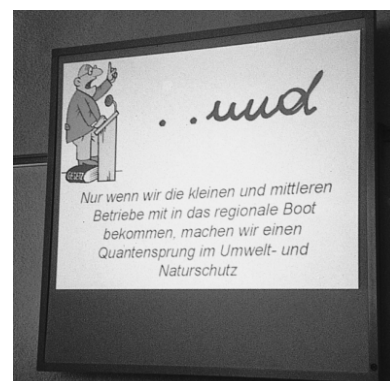 ...und
Nur wenn wir die kleinen und mittleren
Betriebe mit in das regionale Boot
bekommen, machen wir einen
Quantensprung im Umwelt- und
Naturschutz